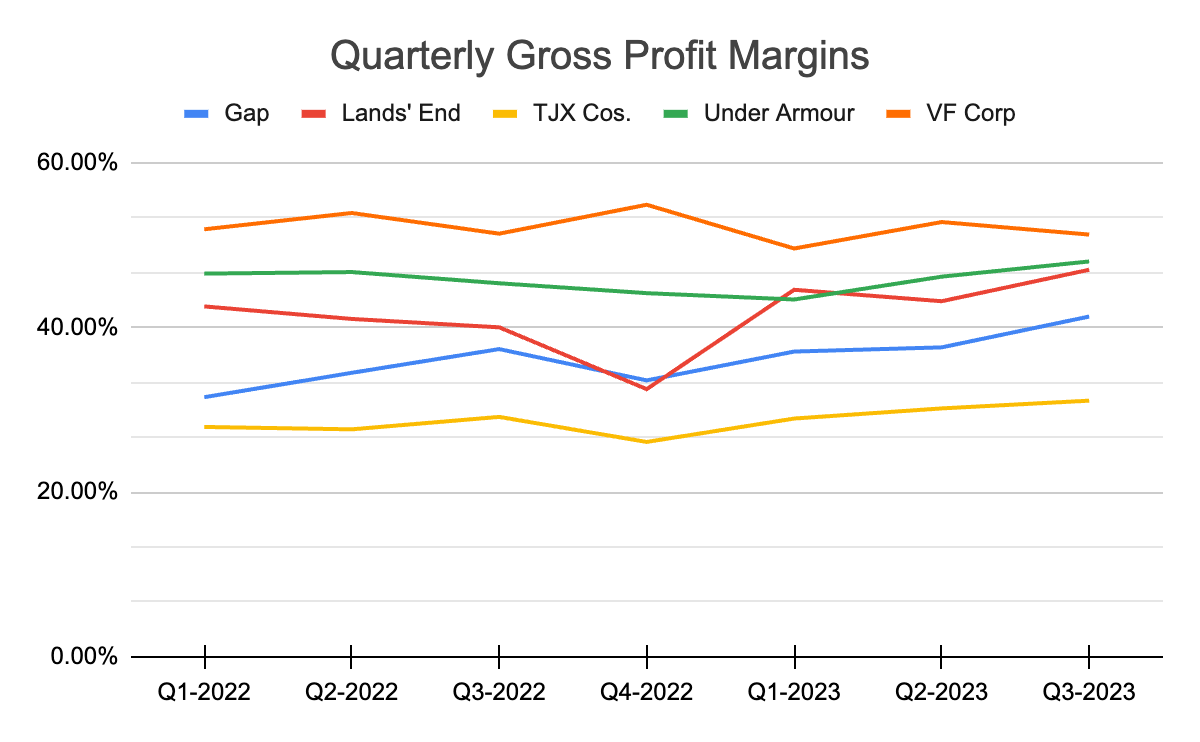 Quarterly Gross Profit Margins
Gap Lands' End TJX Cos. Under Armour VF Corp
60.00%
40.00%
20.00%
0.00%
Q1-2022 Q2-2022 Q3-2022 Q4-2022 Q1-2023 Q2-2023 Q3-2023